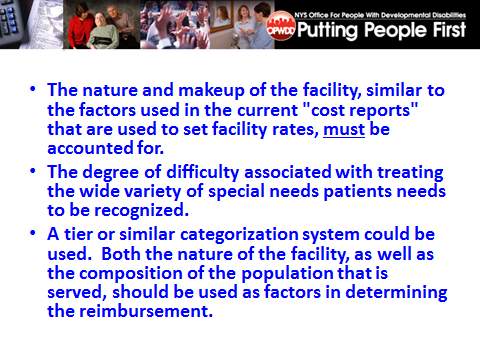 NYS Office For People With Developmental Disabilities
OPWDD Putting People First
• The nature and makeup of the facility, similar to
the factors used in the current "cost reports"
that are used to set facility rates, must be
accounted for.
• The degree of difficulty associated with treating
the wide variety of special needs patients needs
to be recognized.
• A tier or similar categorization system could be
used.  Both the nature of the facility, as well as
the composition of the population that is
served, should be used as factors in determining
the reimbursement.